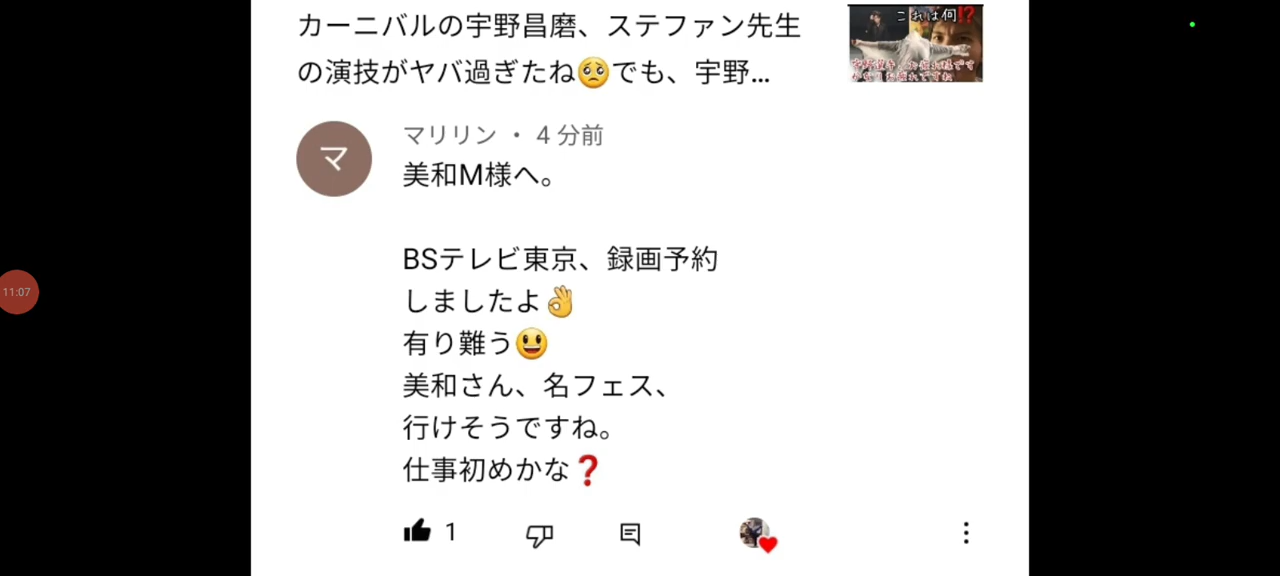 カーニバルの宇野昌磨、ステファン先生
の演技がヤバ過ぎたね🥺でも、宇野...
これは何⁉️
マ
マリリン ・ 4 分前
美和M様へ。
BSテレビ東京、録画予約
しましたよ👌
有り難う😃
美和さん、名フェス、
行けそうですね。
仕事初めかな❓
1
11:07